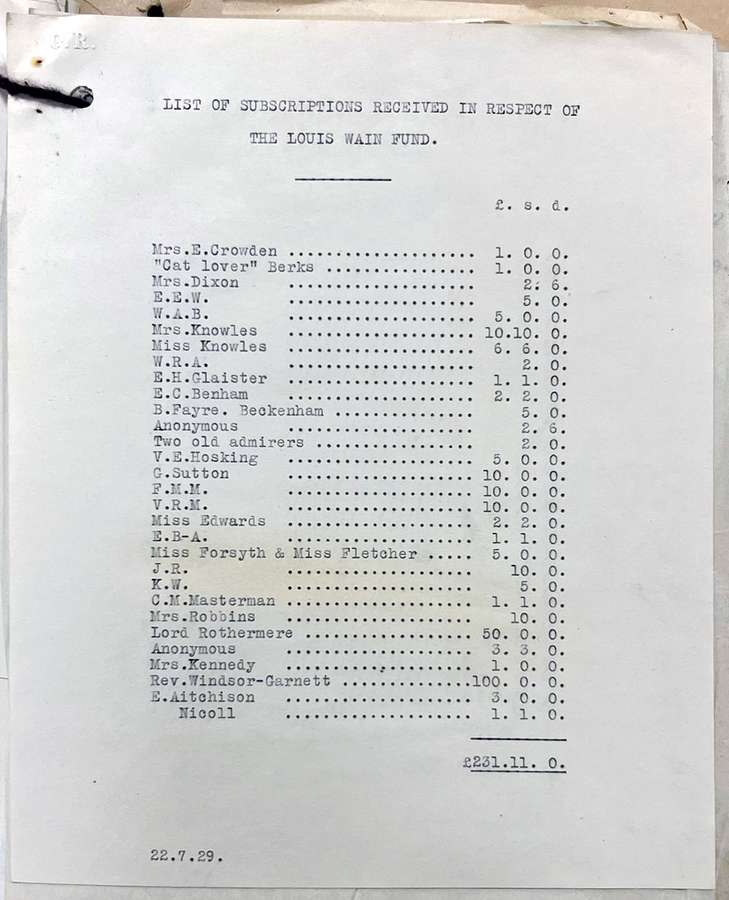 G.R.
LIST OF SUBSCRIPTIONS RECEIVED IN RESPECT OF
THE LOUIS WAIN FUND.
£. s. d.
Mrs.E.Crowden .................... 1. 0. 0.
"Cat lover" Berks ................ 1. 0. 0.
Mrs.Dixon .................... 2. 6.
E.E.W. .................... 5. 0.
W.A.B. .................... 5. 0. 0.
Mrs.Knowles .................... 10.10. 0.
Miss Knowles .................... 6. 6. 0.
W.R.A. .................... 2. 0.
E.H.Glaister .................... 1. 1. 0.
E.C.Benham .................... 2. 2. 0.
B.Fayre. Beckenham ............... 5. 0.
Anonymous .................... 2. 6.
Two old admirers ................. 2. 0.
V.E.Hosking .................... 5. 0. 0.
G.Sutton .................... 10. 0. 0.
F.M.M. .................... 10. 0. 0.
V.R.M. .................... 10. 0. 0.
Miss Edwards .................... 2. 2. 0.
E.B-A. .................... 1. 1. 0.
Miss Forsyth & Miss Fletcher ..... 5. 0. 0.
J.R. .................... 10. 0.
K.W. .................... 5. 0.
C.M.Masterman .................... 1. 1. 0.
Mrs.Robbins .................... 10. 0.
Lord Rothermere .................. 50. 0. 0.
Anonymous .................... 3. 3. 0.
Mrs.Kennedy .................... 1. 0. 0.
Rev.Windsor-Garnett ..............100. 0. 0.
E.Aitchison .................... 3. 0. 0.
Nicoll .................... 1. 1. 0.
£231.11. 0.
22.7.29.